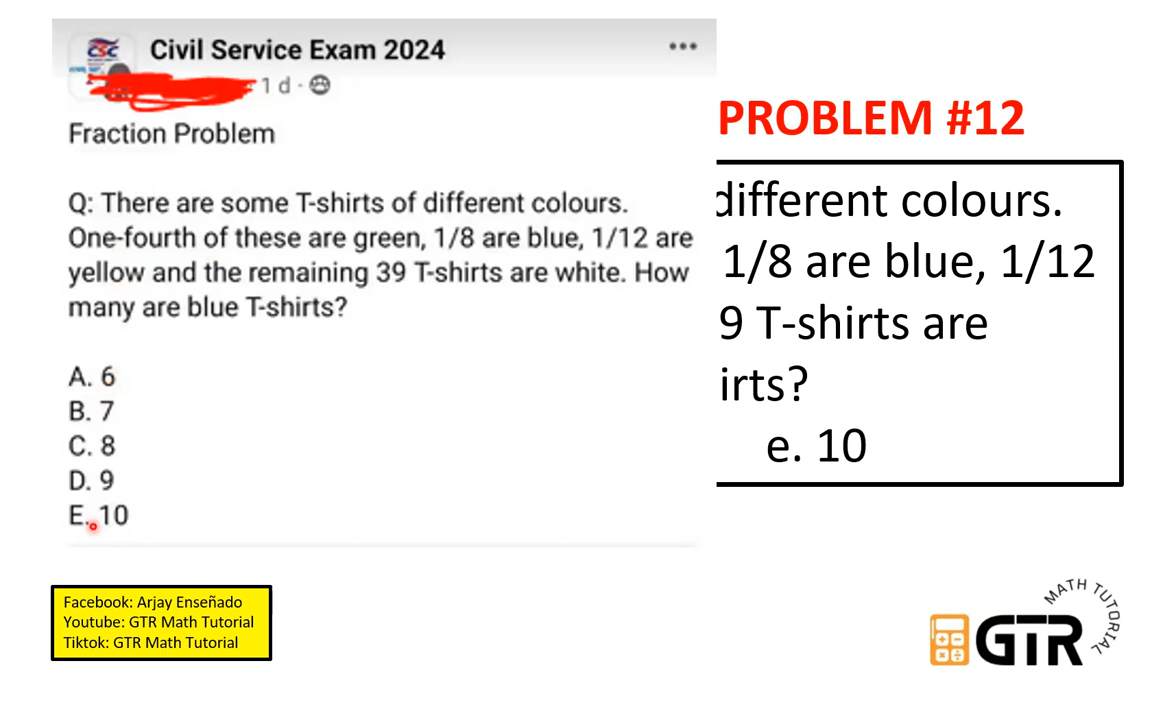 Civil Service Exam 2024
1 d
Fraction Problem
Q: There are some T-shirts of different colours.
One-fourth of these are green, 1/8 are blue, 1/12 are
yellow and the remaining 39 T-shirts are white. How
many are blue T-shirts?
A. 6
B. 7
C. 8
D. 9
E. 10
PROBLEM #12
different colours.
1/8 are blue, 1/12
9 T-shirts are
irts?
e. 10
Facebook: Arjay Enseñado
Youtube: GTR Math Tutorial
Tiktok: GTR Math Tutorial
GTR
MATH TUTORIAL
CSC